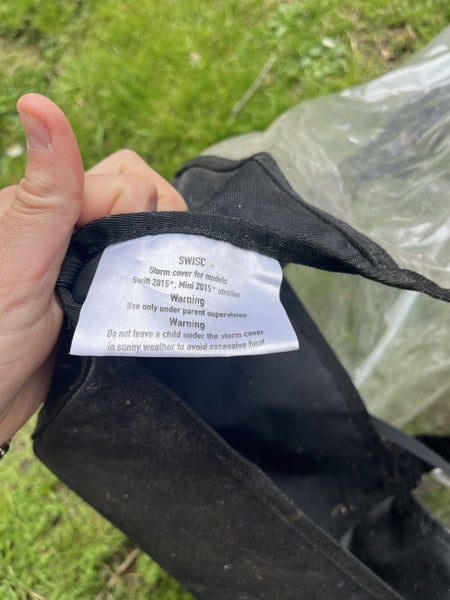 SWISC
Storm cover for models
Swift 2015⁺, Mini 2015⁺ stroller
Warning
Use only under parent supervision
Warning
Do not leave a child under the storm cover
in sunny weather to avoid excessive heat